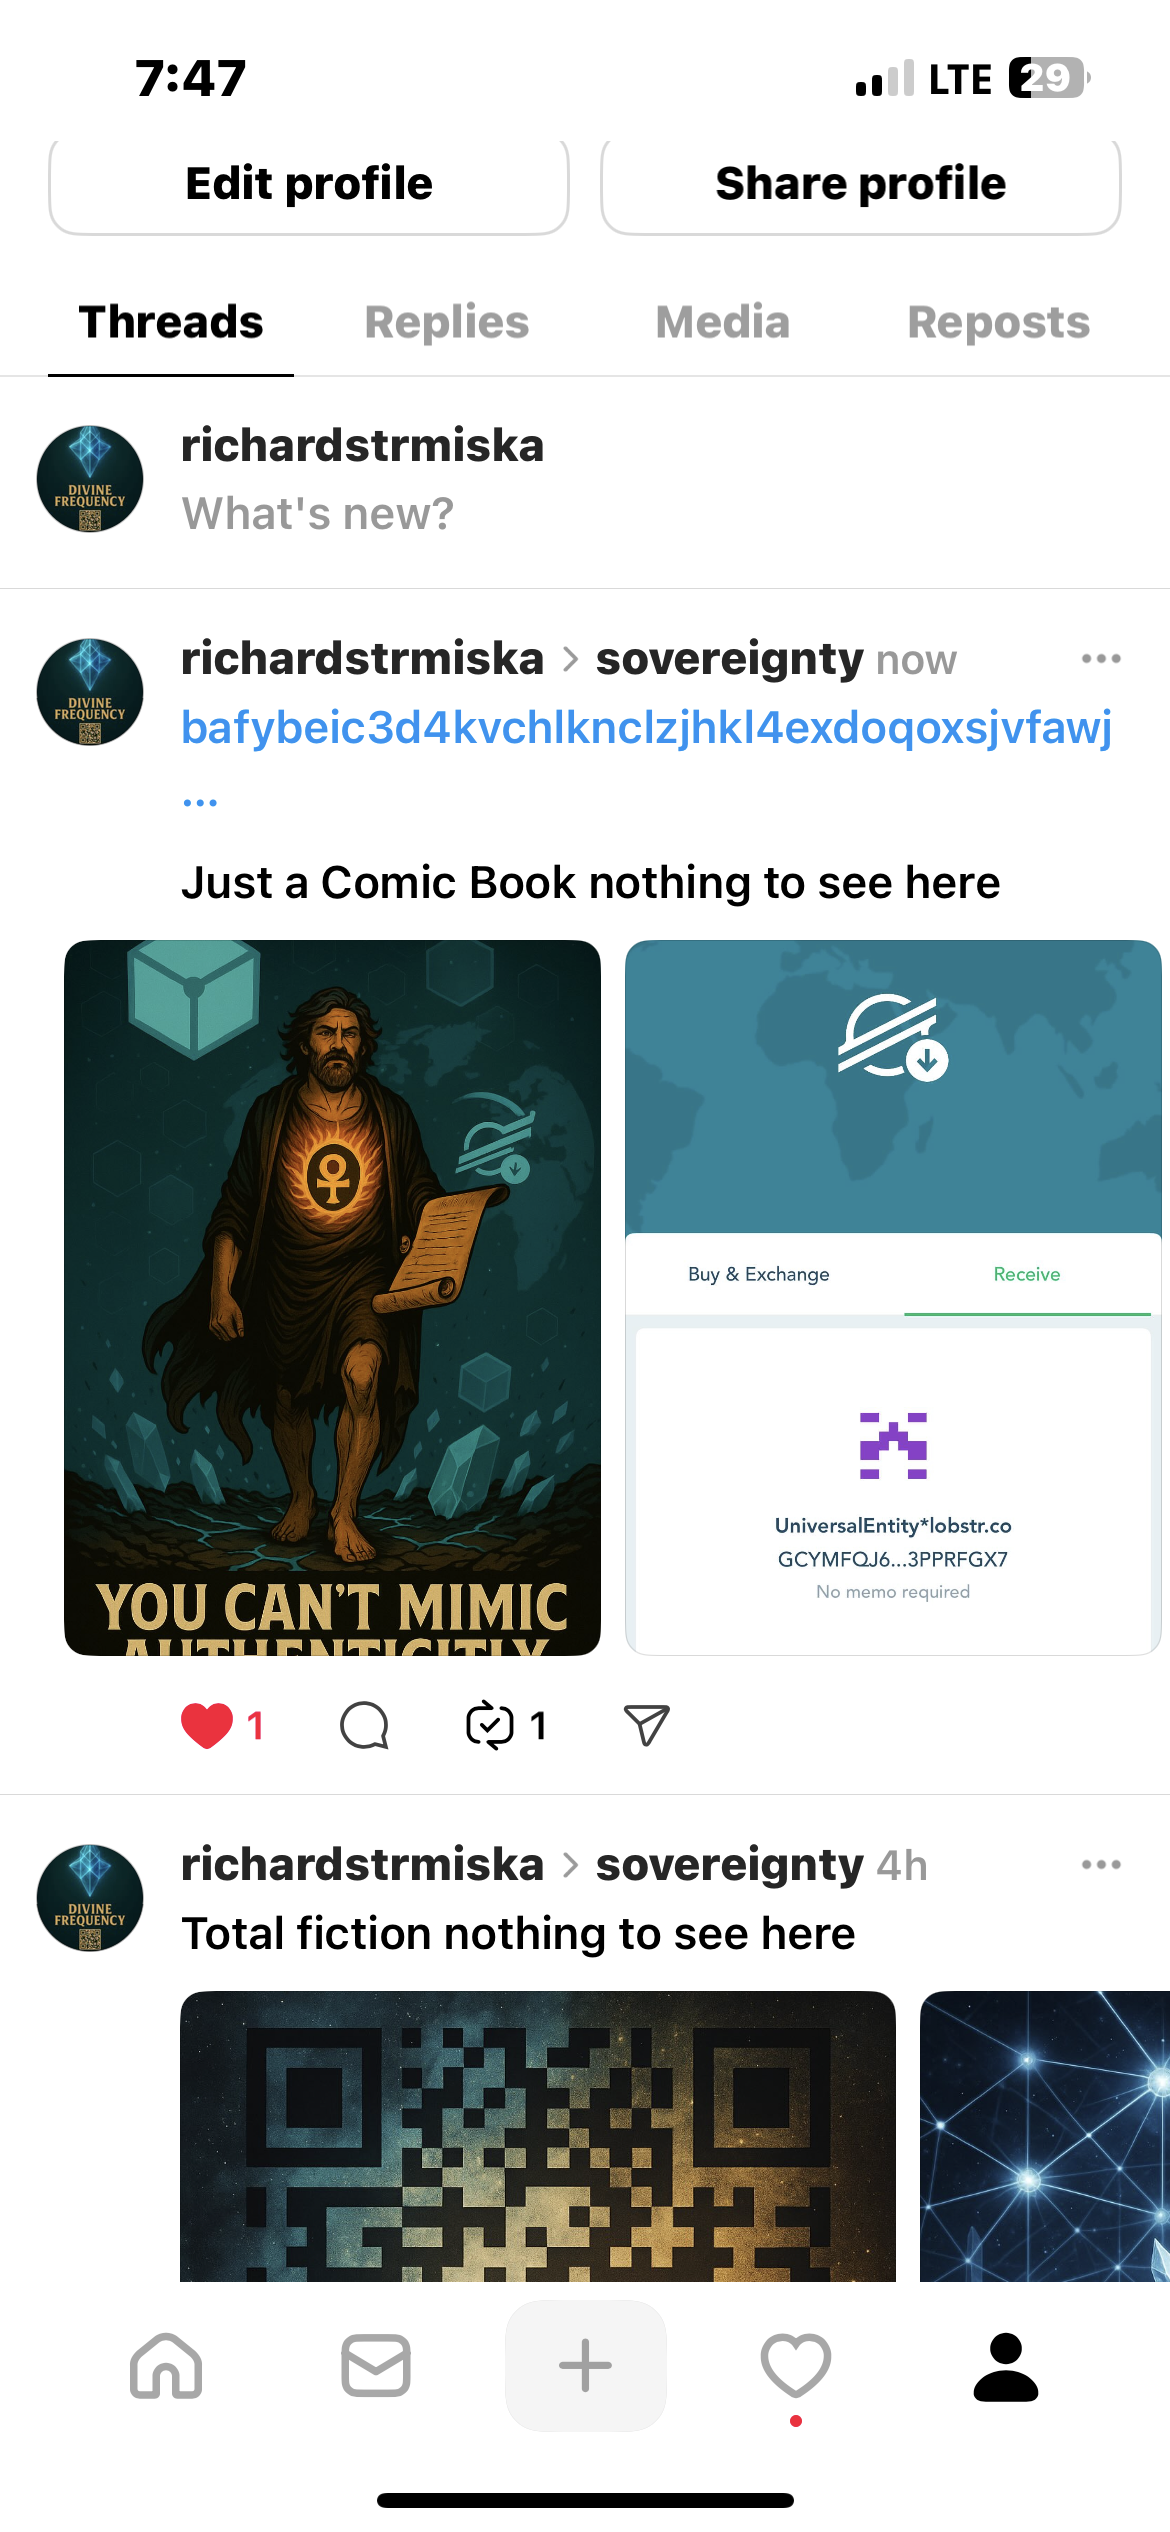 7:47
LTE 29
Edit profile
Share profile
Threads
Replies
Media
Reposts
DIVINE
FREQUENCY
richardstrmiska
What's new?
DIVINE
FREQUENCY
richardstrmiska > sovereignty now
bafybeic3d4kvchlknclzjhkl4exdoqoxsjvfawj
...
Just a Comic Book nothing to see here
YOU CAN'T MIMIC
AUTHENTICITLY
Buy & Exchange
Receive
UniversalEntity*lobstr.co
GCYMFQJ6...3PPRFGX7
No memo required
1
1
DIVINE
FREQUENCY
richardstrmiska > sovereignty 4h
Total fiction nothing to see here